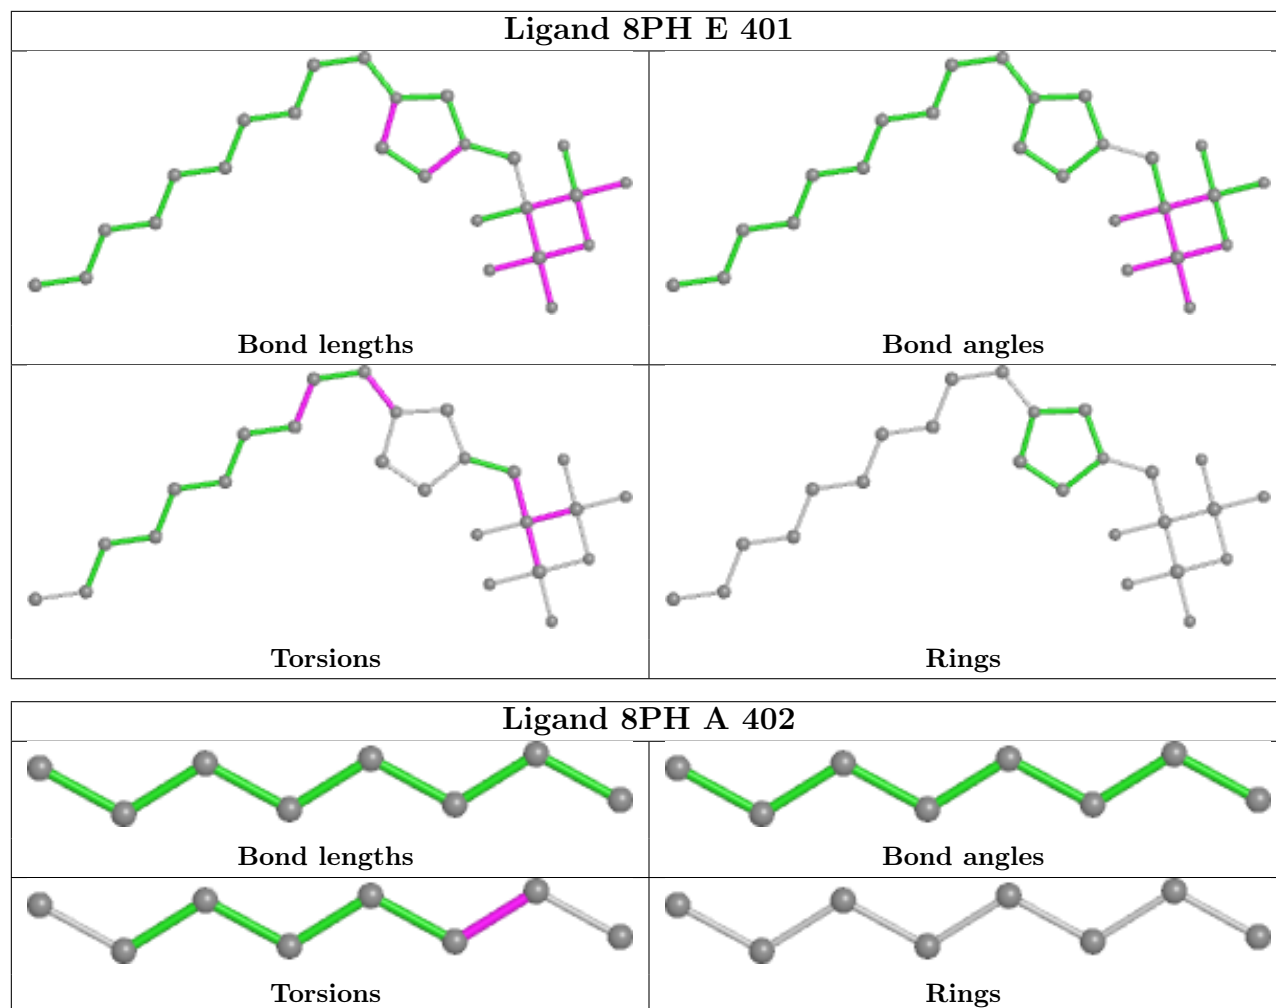 Ligand 8PH E 401
Bond lengths
Bond angles
Torsions
Rings
Ligand 8PH A 402
Bond lengths
Bond angles
Torsions
Rings